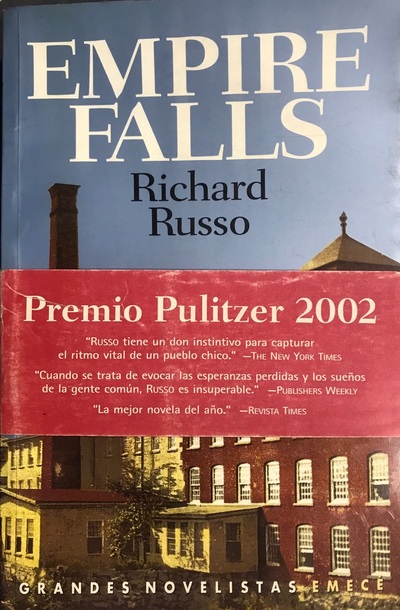 EMPIRE
FALLS
Richard
Russo
Premio Pulitzer 2002
"RUSSO tiene un don instintivo para capturar
el ritmo vital de un pueblo chico." —THE NEW YORK TIMES
"Cuando se trata de evocar las esperanzas perdidas y los sueños
de la gente común, RUSSO es insuperable." —PUBLISHERS WEEKLY
"La mejor novela del año." —REVISTA TIMES
GRANDES NOVELISTAS EMECÉ